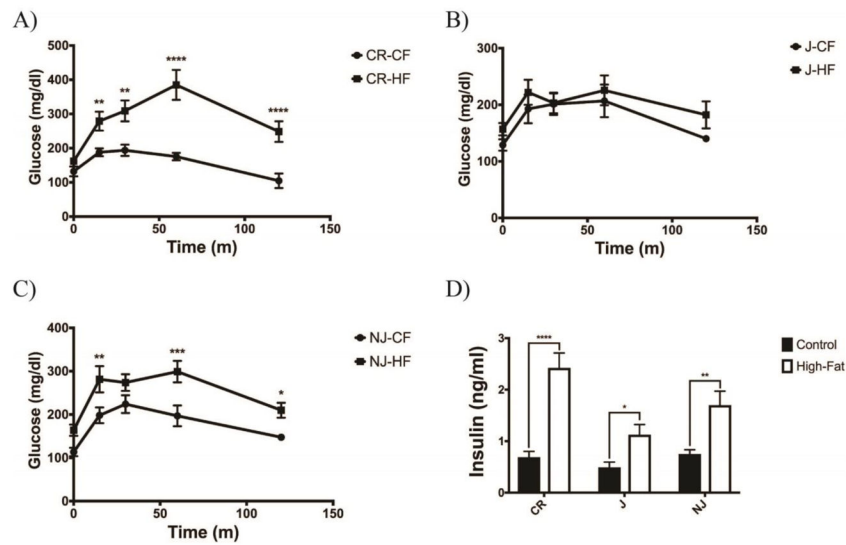 A)
CR-CF
CR-HF
Glucose (mg/dl)
500
400
300
200
100
0
**
**
****
****
0
50
100
150
Time (m)
B)
J-CF
J-HF
Glucose (mg/dl)
300
200
100
0
50
100
150
Time (m)
C)
NJ-CF
NJ-HF
Glucose (mg/dl)
400
300
200
100
0
**
***
*
0
50
100
150
Time (m)
D)
Control
High-Fat
Insulin (ng/ml)
3
2
1
0
****
*
**
CR
J
NJ